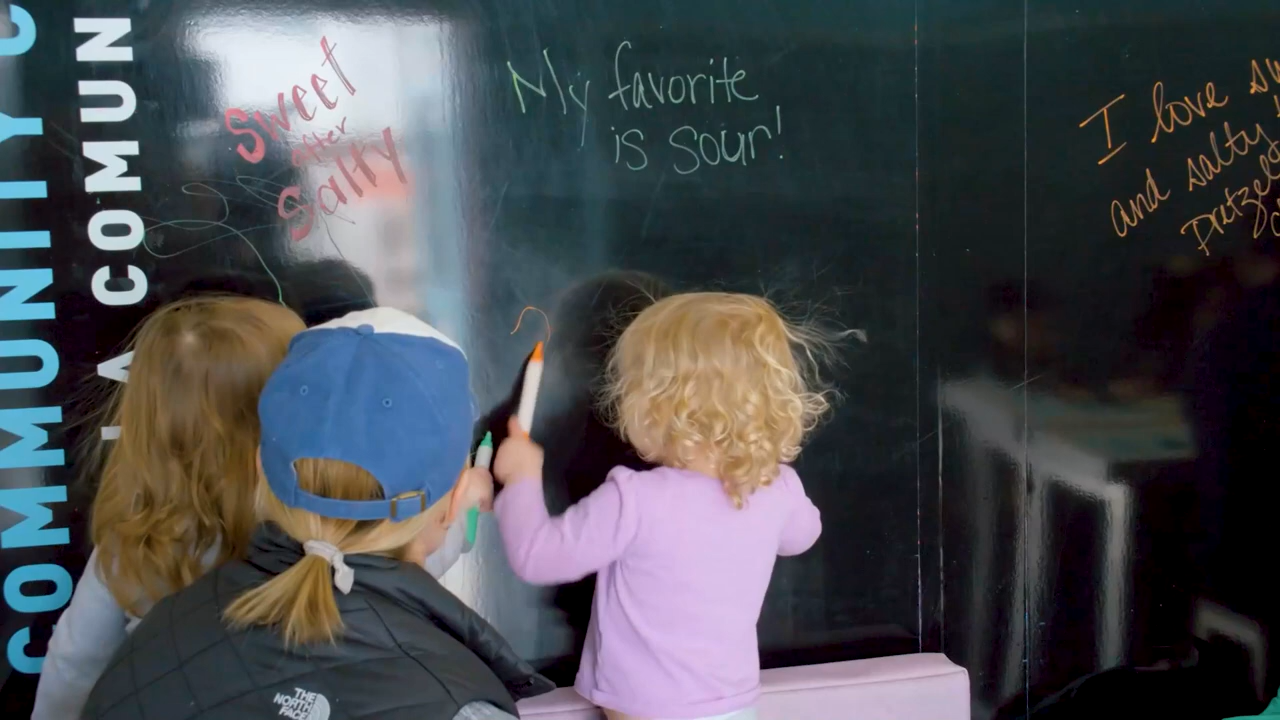 COMMUNITY C
A COMUN
Sweet
after
Salty
My favorite
is sour!
I love
and salty
Pretzel
THE
NORTH
FACE